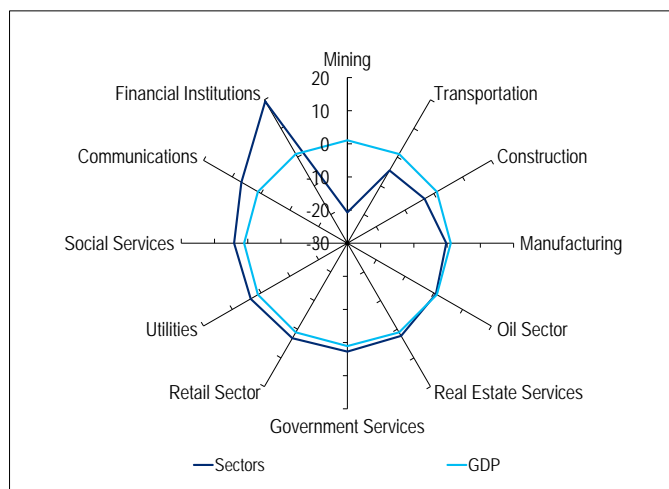 Mining
20
Financial Institutions
Transportation
10
Communications
0
Construction
-10
-20
Social Services
-30
Manufacturing
Utilities
Oil Sector
Retail Sector
Real Estate Services
Government Services
Sectors
GDP